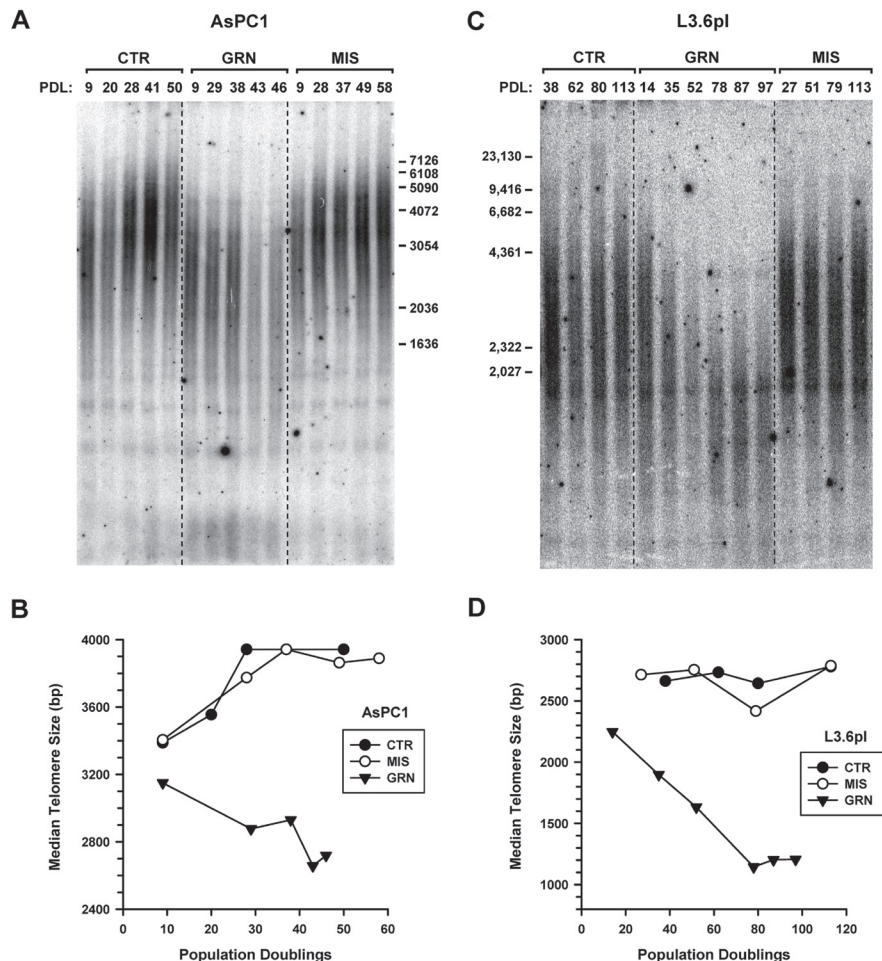 A
AsPC1
CTR GRN MIS
PDL: 9 20 28 41 50 9 29 38 43 46 9 28 37 49 58
7126
6108
5090
4072
3054
2036
1636
C
L3.6pl
CTR GRN MIS
PDL: 38 62 80 113 14 35 52 78 87 97 27 51 79 113
23,130
9,416
6,682
4,361
2,322
2,027
B
Median Telomere Size (bp)
4000
3600
3200
2800
2400
0 10 20 30 40 50 60
Population Doublings
AsPC1
CTR
MIS
GRN
D
Median Telomere Size (bp)
3000
2500
2000
1500
1000
0 20 40 60 80 100 120
Population Doublings
L3.6pl
CTR
MIS
GRN